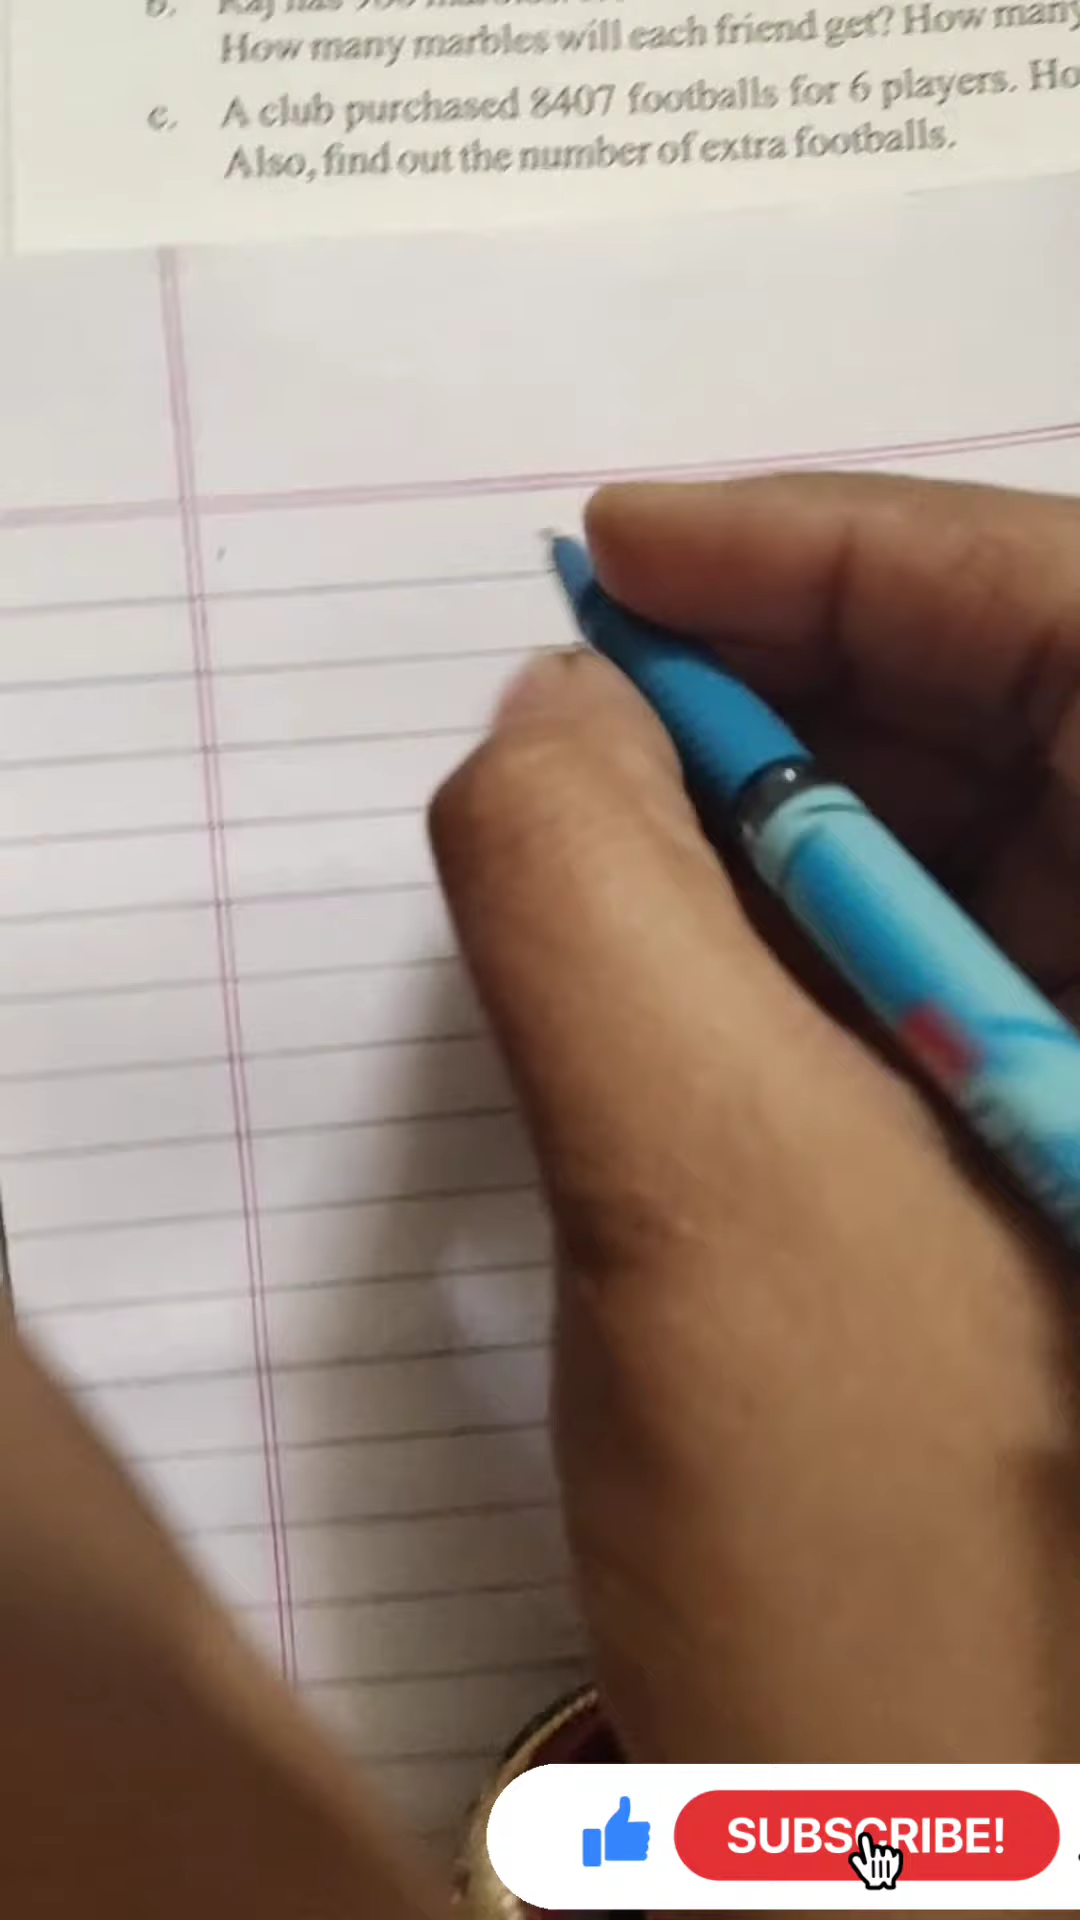 How many marbles will each friend get? How many
c. A club purchased 8407 footballs for 6 players. Ho
Also, find out the number of extra footballs.
SUBSCRIBE!